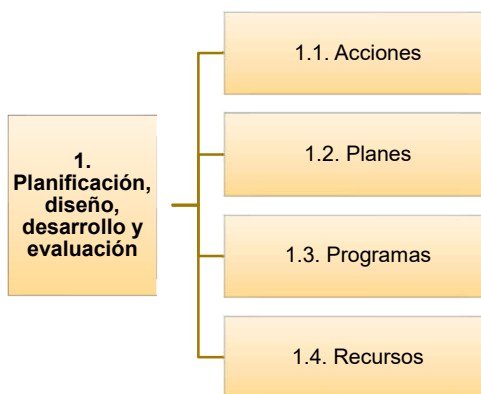 1.
Planificación,
diseño,
desarrollo y
evaluación
1.1. Acciones
1.2. Planes
1.3. Programas
1.4. Recursos